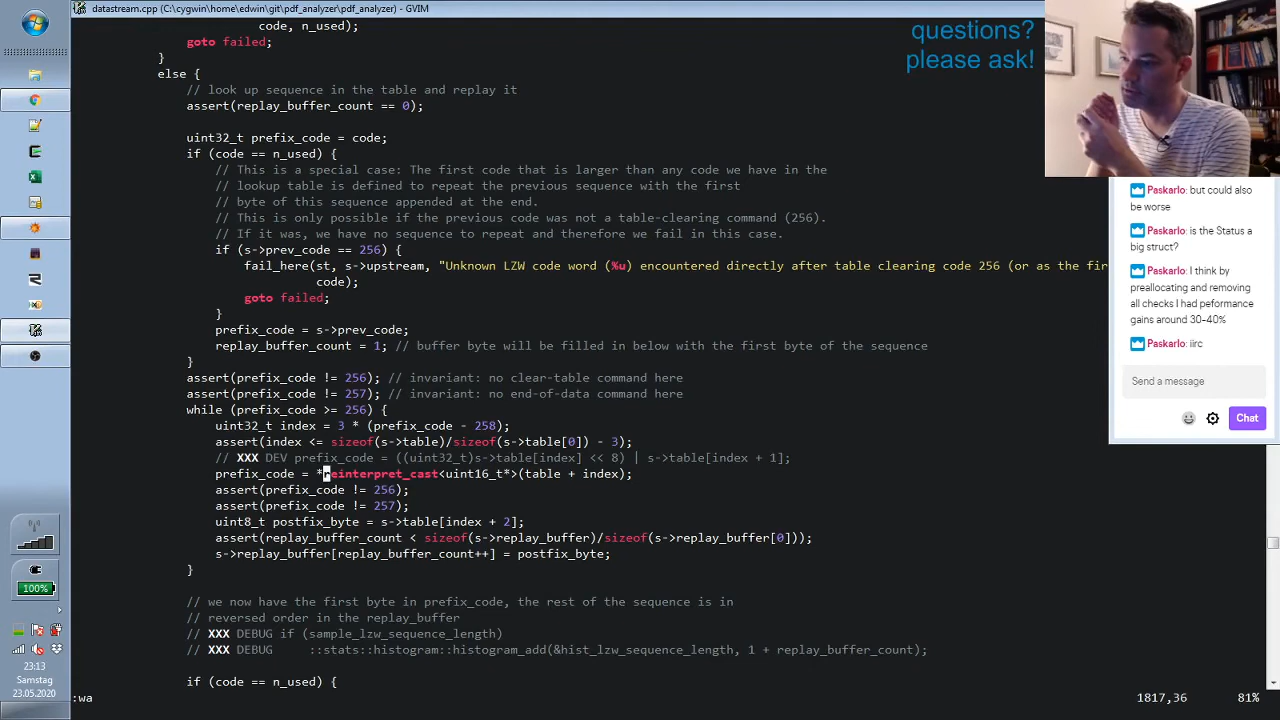 datastream.cpp (C:\cygwin\home\edwin\git\pdf_analyzer\pdf_analyzer) - GVIM
code, n_used);
goto failed;
}
else {
// look up sequence in the table and replay it
assert(replay_buffer_count == 0);
uint32_t prefix_code = code;
if (code == n_used) {
// This is a special case: The first code that is larger than any code we have in the
// lookup table is defined to repeat the previous sequence with the first
// byte of this sequence appended at the end.
// This is only possible if the previous code was not a table-clearing command (256).
// If it was, we have no sequence to repeat and therefore we fail in this case.
if (s->prev_code == 256) {
fail_here(st, s->upstream, "Unknown LZW code word (%u) encountered directly after table clearing code 256 (or as the fir
code);
goto failed;
}
prefix_code = s->prev_code;
replay_buffer_count = 1; // buffer byte will be filled in below with the first byte of the sequence
}
assert(prefix_code != 256); // invariant: no clear-table command here
assert(prefix_code != 257); // invariant: no end-of-data command here
while (prefix_code >= 256) {
uint32_t index = 3 * (prefix_code - 258);
assert(index <= sizeof(s->table)/sizeof(s->table[0]) - 3);
// XXX DEV prefix_code = ((uint32_t)s->table[index] << 8) | s->table[index + 1];
prefix_code = *reinterpret_cast<uint16_t*>(table + index);
assert(prefix_code != 256);
assert(prefix_code != 257);
uint8_t postfix_byte = s->table[index + 2];
assert(replay_buffer_count < sizeof(s->replay_buffer)/sizeof(s->replay_buffer[0]));
s->replay_buffer[replay_buffer_count++] = postfix_byte;
}
// we now have the first byte in prefix_code, the rest of the sequence is in
// reversed order in the replay_buffer
// XXX DEBUG if (sample_lzw_sequence_length)
// XXX DEBUG    ::stats::histogram::histogram_add(&hist_lzw_sequence_length, 1 + replay_buffer_count);
if (code == n_used) {
:wa
1817,36
81%
questions?
please ask!
Paskarlo: but could also
be worse
Paskarlo: is the Status a
big struct?
Paskarlo: I think by
preallocating and removing
all checks I had peformance
gains around 30-40%
Paskarlo: iirc
Send a message
Chat
100%
23:13
Samstag
23.05.2020